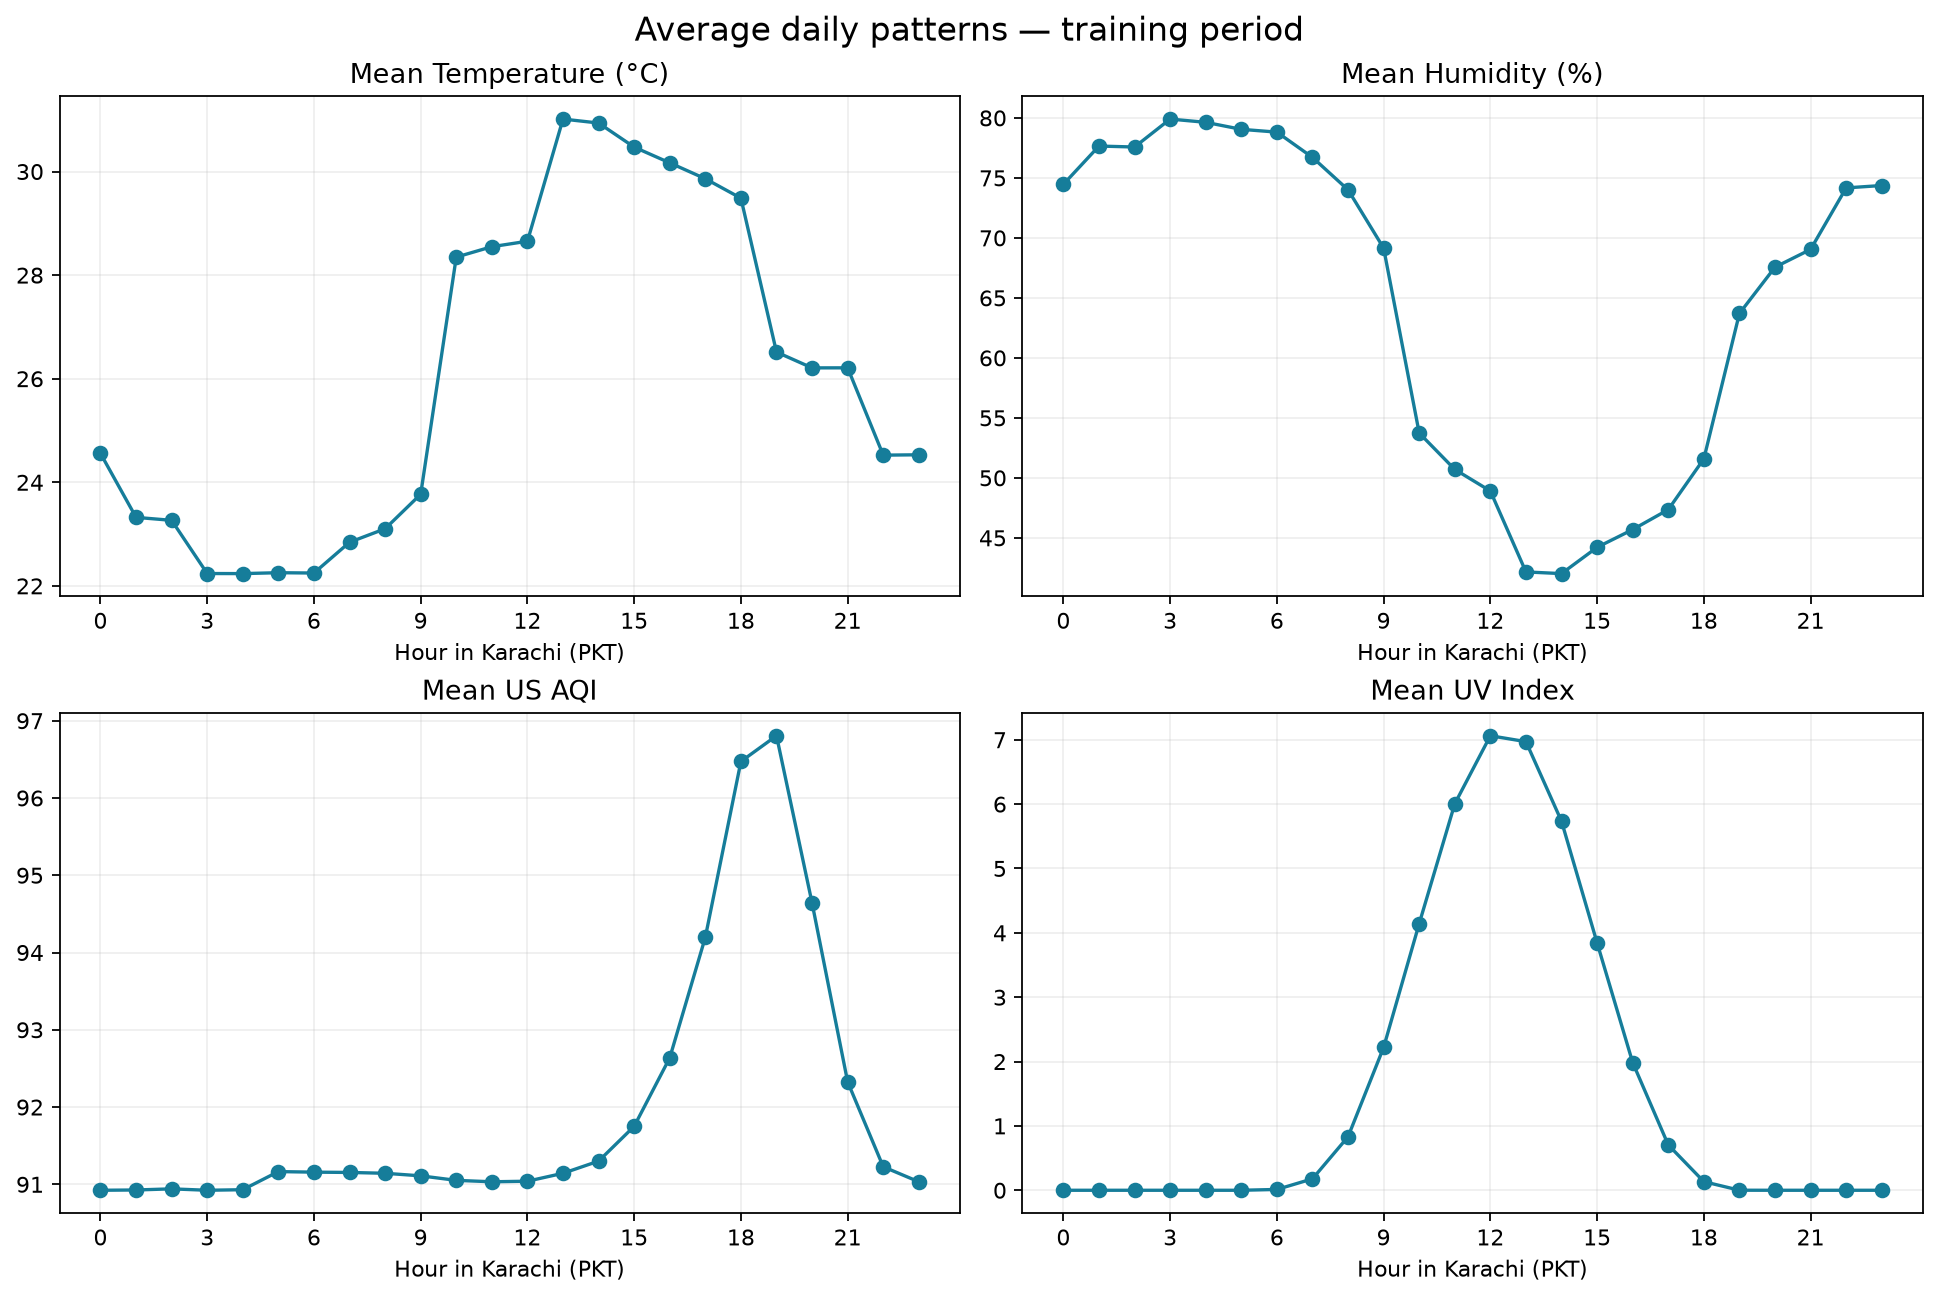 Average daily patterns — training period
Mean Temperature (°C)
30
28
26
24
22
0 3 6 9 12 15 18 21
Hour in Karachi (PKT)
Mean Humidity (%)
80
75
70
65
60
55
50
45
0 3 6 9 12 15 18 21
Hour in Karachi (PKT)
Mean US AQI
97
96
95
94
93
92
91
0 3 6 9 12 15 18 21
Hour in Karachi (PKT)
Mean UV Index
7
6
5
4
3
2
1
0
0 3 6 9 12 15 18 21
Hour in Karachi (PKT)